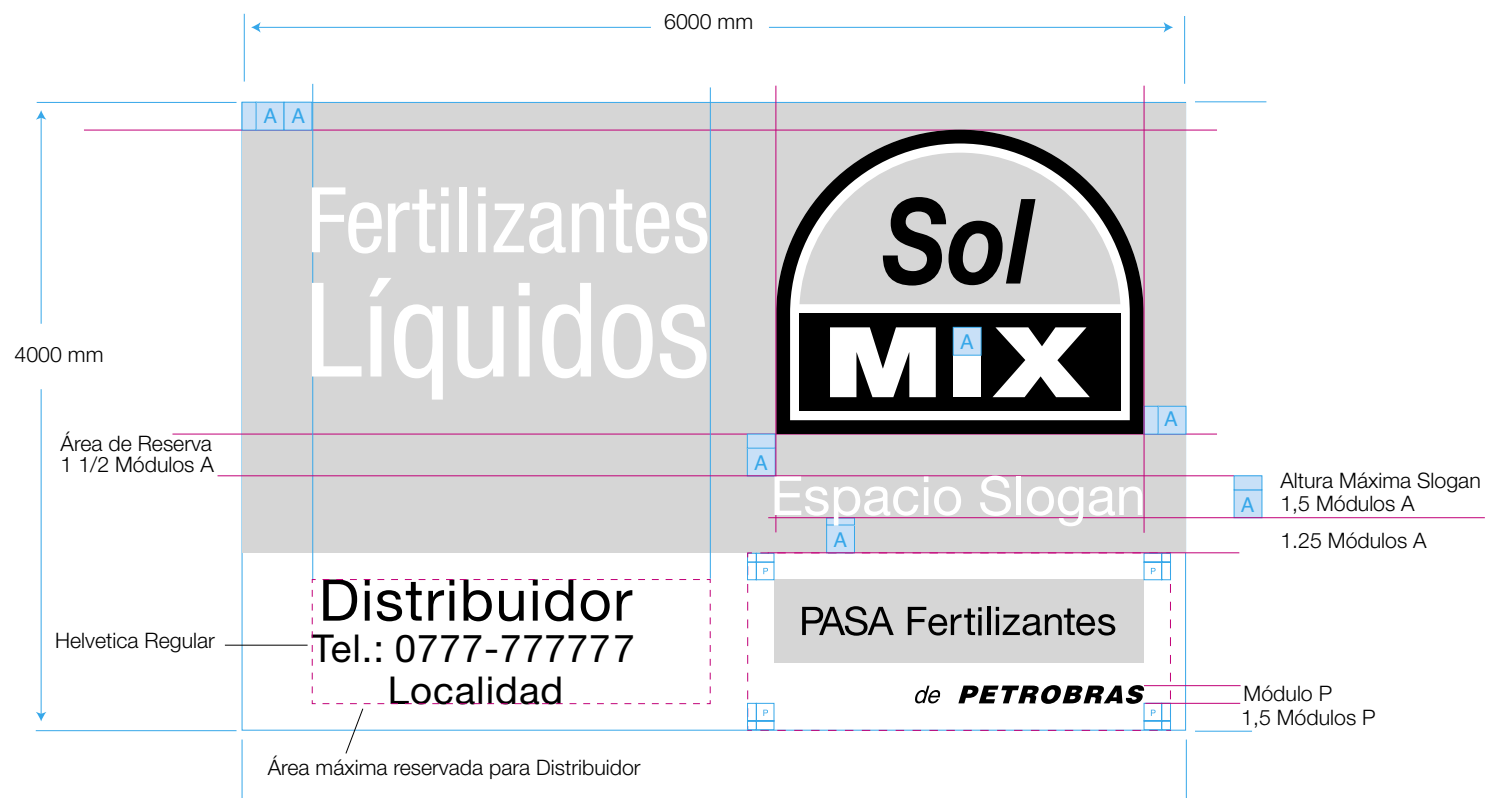 6000 mm
A A
Fertilizantes
Líquidos
Sol
MiX
A
4000 mm
A
Área de Reserva
1 1/2 Módulos A
A
Espacio Slogan
A
Altura Máxima Slogan
1,5 Módulos A
A
1.25 Módulos A
P
P
Distribuidor
Tel.: 0777-777777
Localidad
Helvetica Regular
PASA Fertilizantes
de PETROBRAS
P
P
Módulo P
1,5 Módulos P
Área máxima reservada para Distribuidor